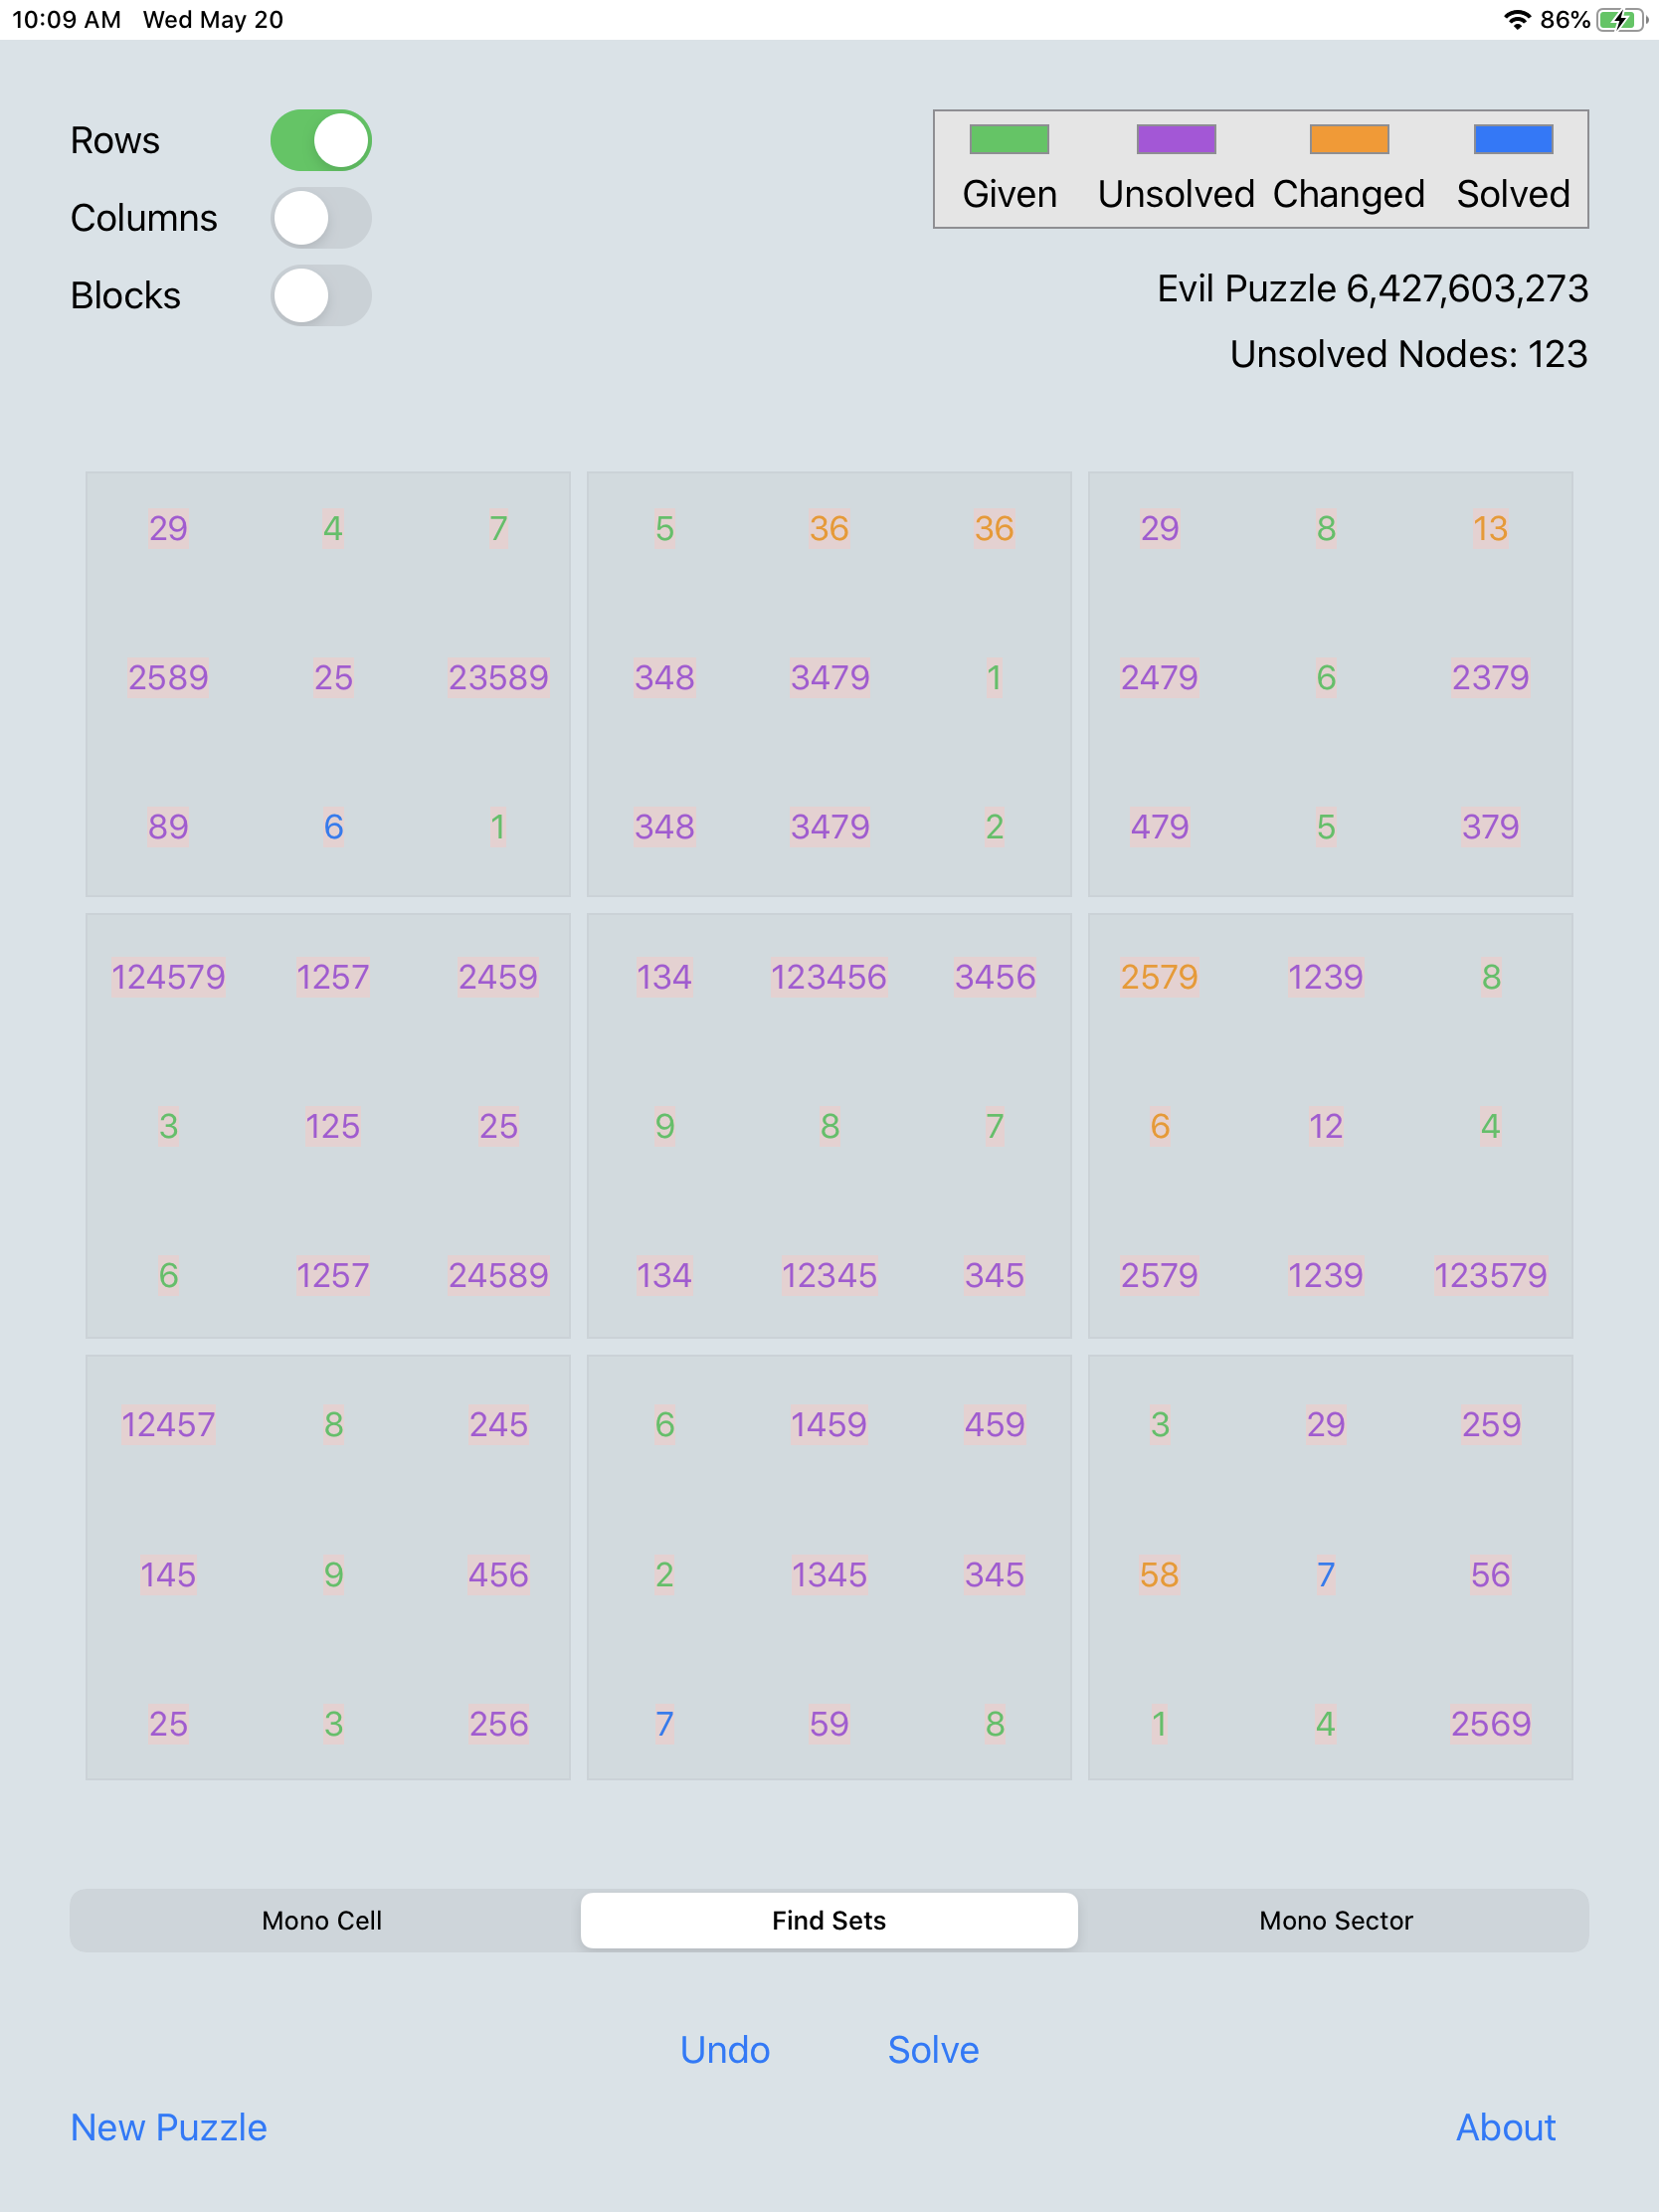 10:09 AM Wed May 20 86%
Rows
Columns
Blocks
Given Unsolved Changed Solved
Evil Puzzle 6,427,603,273
Unsolved Nodes: 123
29 4 7 5 36 36 29 8 13
2589 25 23589 348 3479 1 2479 6 2379
89 6 1 348 3479 2 479 5 379
124579 1257 2459 134 123456 3456 2579 1239 8
3 125 25 9 8 7 6 12 4
6 1257 24589 134 12345 345 2579 1239 123579
12457 8 245 6 1459 459 3 29 259
145 9 456 2 1345 345 58 7 56
25 3 256 7 59 8 1 4 2569
Mono Cell Find Sets Mono Sector
Undo Solve
New Puzzle About